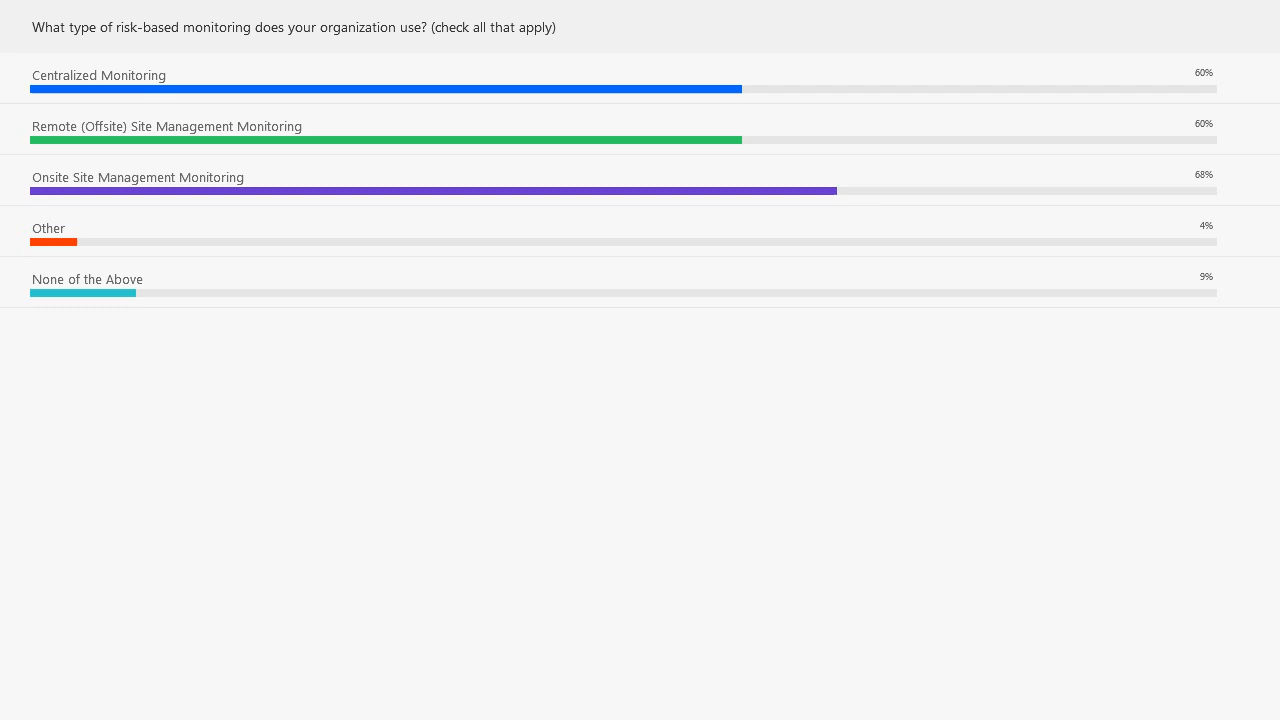 What type of risk-based monitoring does your organization use? (check all that apply)
Centralized Monitoring
60%
Remote (Offsite) Site Management Monitoring
60%
Onsite Site Management Monitoring
68%
Other
4%
None of the Above
9%